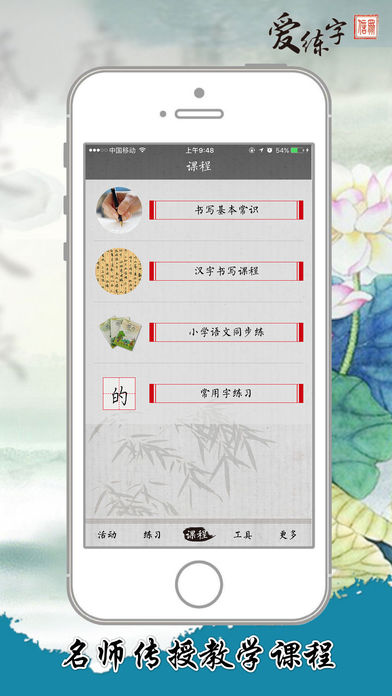 爱练字
中国移动 上午9:48 54%
课程
书写基本常识
汉字书写课程
小学语文同步练
的
常用字练习
活动 练习 课程 工具 更多
名师传授教学课程